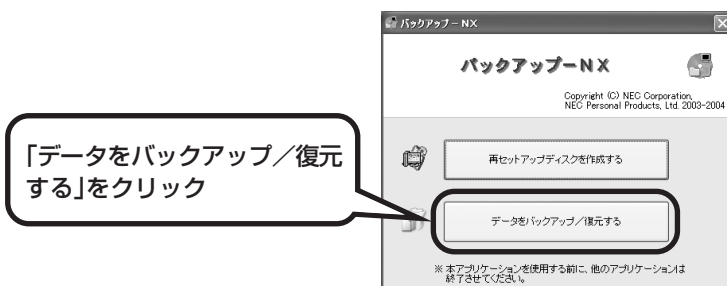 バックアップ－NX
バックアップーNX
Copyright (C) NEC Corporation,
NEC Personal Products, Ltd. 2003-2004
「データをバックアップ／復元
する」をクリック
再セットアップディスクを作成する
データをバックアップ/復元する
※ 本アプリケーションを使用する前に、他のアプリケーションは
終了させてください。